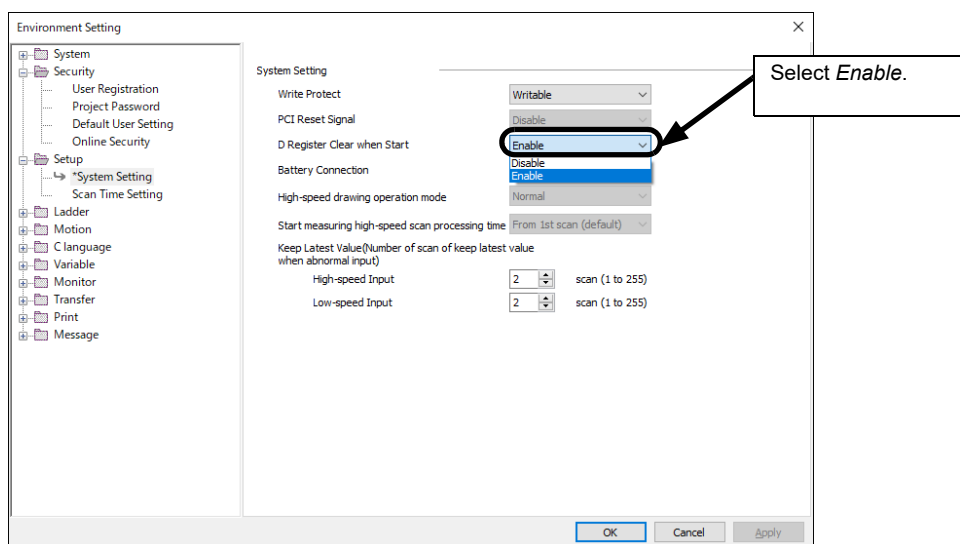 Environment Setting
System
Security
User Registration
Project Password
Default User Setting
Online Security
Setup
*System Setting
Scan Time Setting
Ladder
Motion
C language
Variable
Monitor
Transfer
Print
Message
System Setting
Write Protect Writable
PCI Reset Signal Disable
D Register Clear when Start Enable
Disable
Battery Connection Enable
High-speed drawing operation mode Normal
Start measuring high-speed scan processing time From 1st scan (default)
Keep Latest Value(Number of scan of keep latest value
when abnormal input)
High-speed Input 2 scan (1 to 255)
Low-speed Input 2 scan (1 to 255)
Select Enable.
OK Cancel Apply